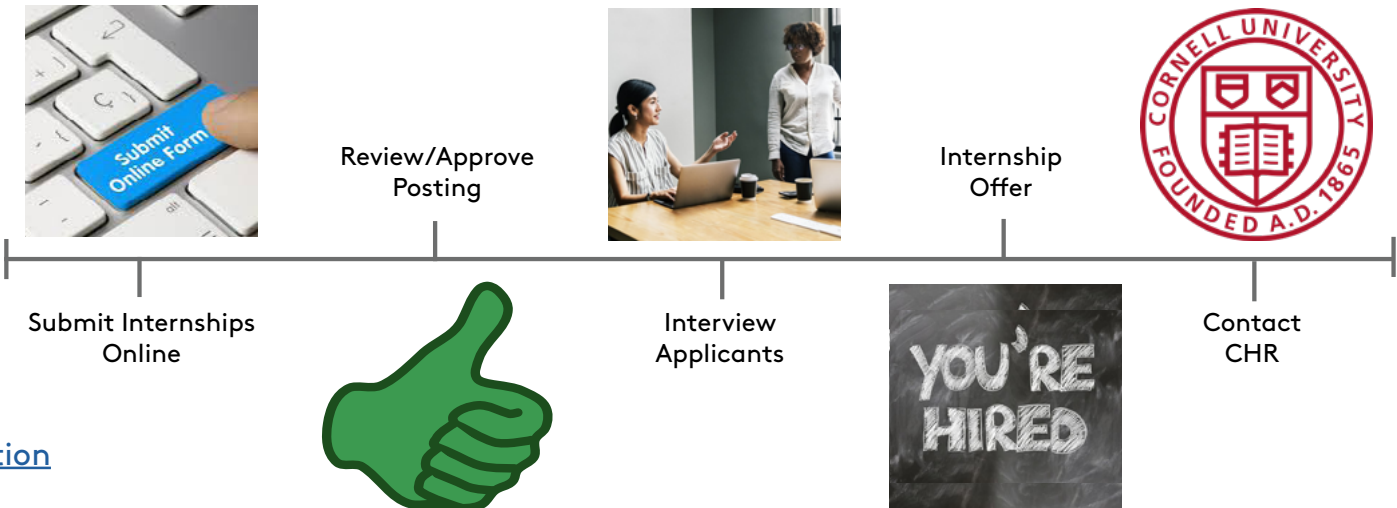 Submit
Online Form
alt
Review/Approve
Posting
Internship
Offer
CORNELL UNIVERSITY
FOUNDED A.D. 1865
Submit Internships
Online
Interview
Applicants
YOU'RE
HIRED
Contact
CHR
tion